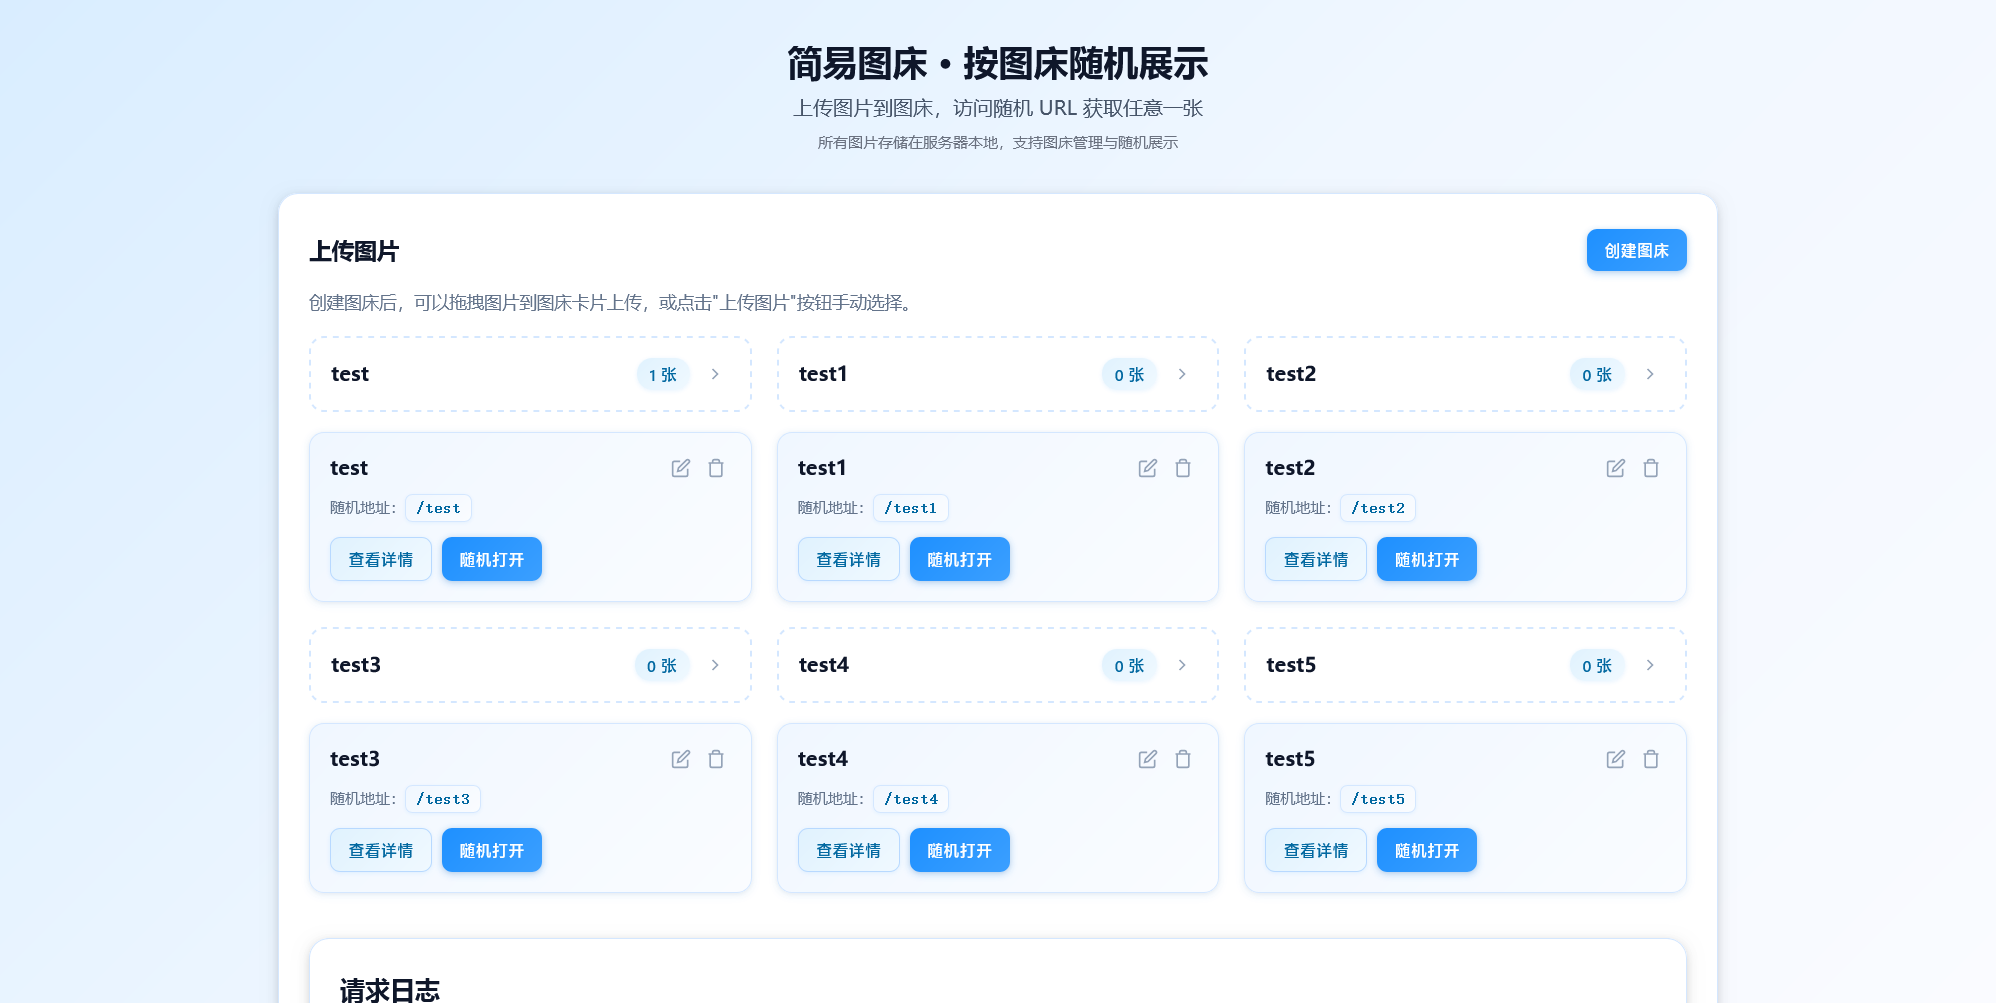 简易图床 • 按图床随机展示
上传图片到图床，访问随机 URL 获取任意一张
所有图片存储在服务器本地，支持图床管理与随机展示
上传图片
创建图床
创建图床后，可以拖拽图片到图床卡片上传，或点击"上传图片"按钮手动选择。
test 1 张
test1 0 张
test2 0 张
test
随机地址： /test
查看详情 随机打开
test1
随机地址： /test1
查看详情 随机打开
test2
随机地址： /test2
查看详情 随机打开
test3 0 张
test4 0 张
test5 0 张
test3
随机地址： /test3
查看详情 随机打开
test4
随机地址： /test4
查看详情 随机打开
test5
随机地址： /test5
查看详情 随机打开
请求日志